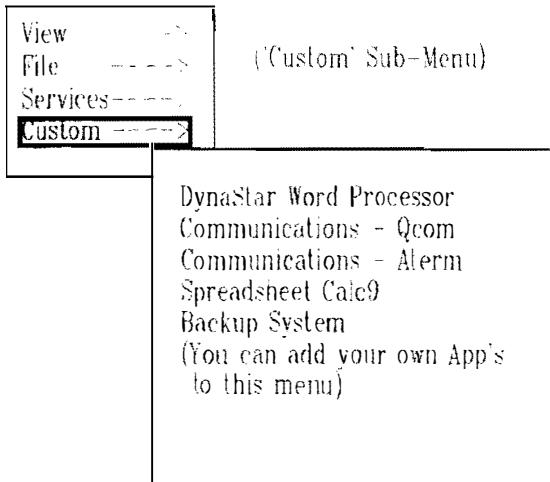 View -->
File ---->
('Custom' Sub-Menu)
Services----
Custom ---->
DynaStar Word Processor
Communications - Qcom
Communications - Aterm
Spreadsheet Calc9
Backup System
(You can add your own App's
to this menu)